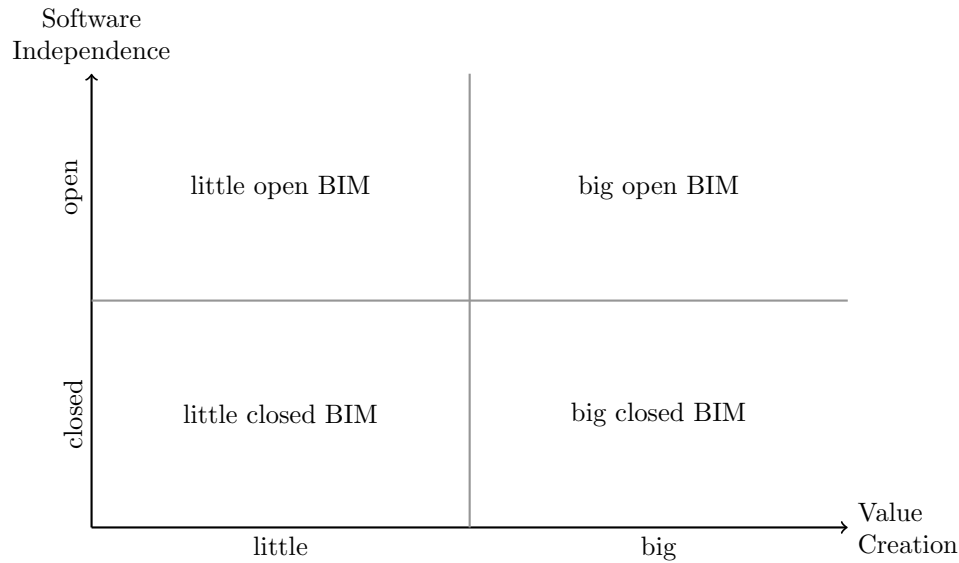 Software
Independence
open
little open BIM
big open BIM
closed
little closed BIM
big closed BIM
little
big
Value
Creation